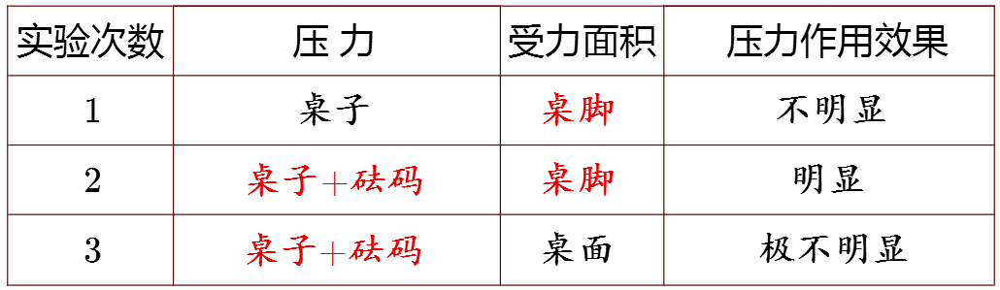 实验次数 压 力 受力面积 压力作用效果
1 桌子 桌脚 不明显
2 桌子+砝码 桌脚 明显
3 桌子+砝码 桌面 极不明显